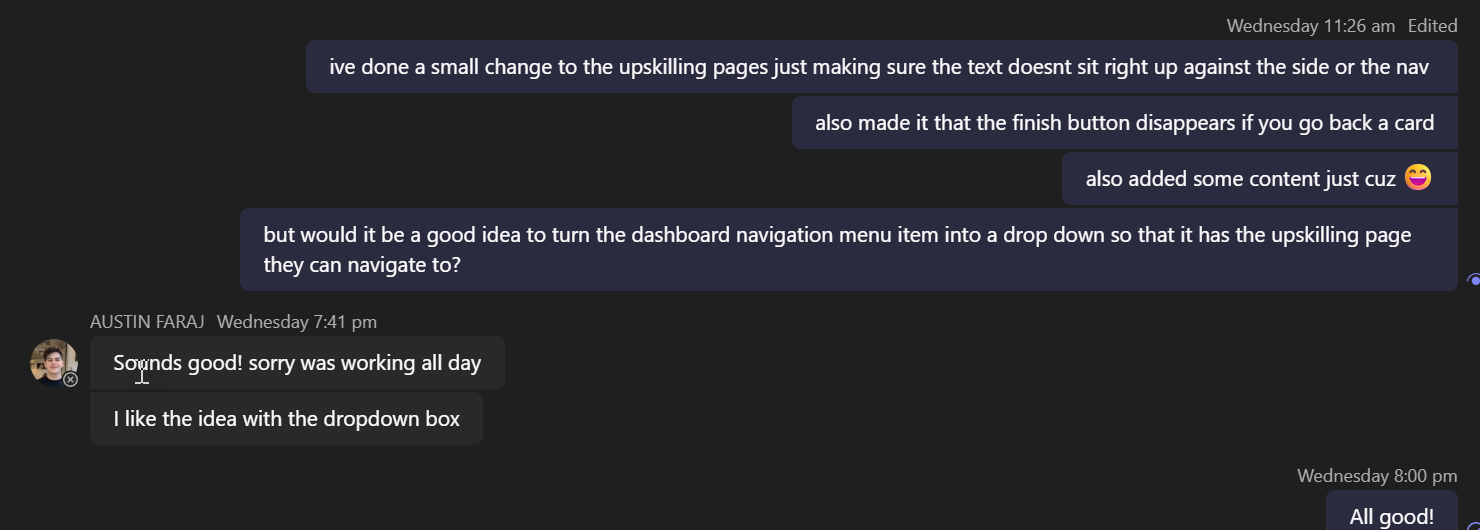 Wednesday 11:26 am Edited
ive done a small change to the upskilling pages just making sure the text doesnt sit right up against the side or the nav
also made it that the finish button disappears if you go back a card
also added some content just cuz 😄
but would it be a good idea to turn the dashboard navigation menu item into a drop down so that it has the upskilling page
they can navigate to?
AUSTIN FARAJ Wednesday 7:41 pm
Sounds good! sorry was working all day
I like the idea with the dropdown box
Wednesday 8:00 pm
All good!